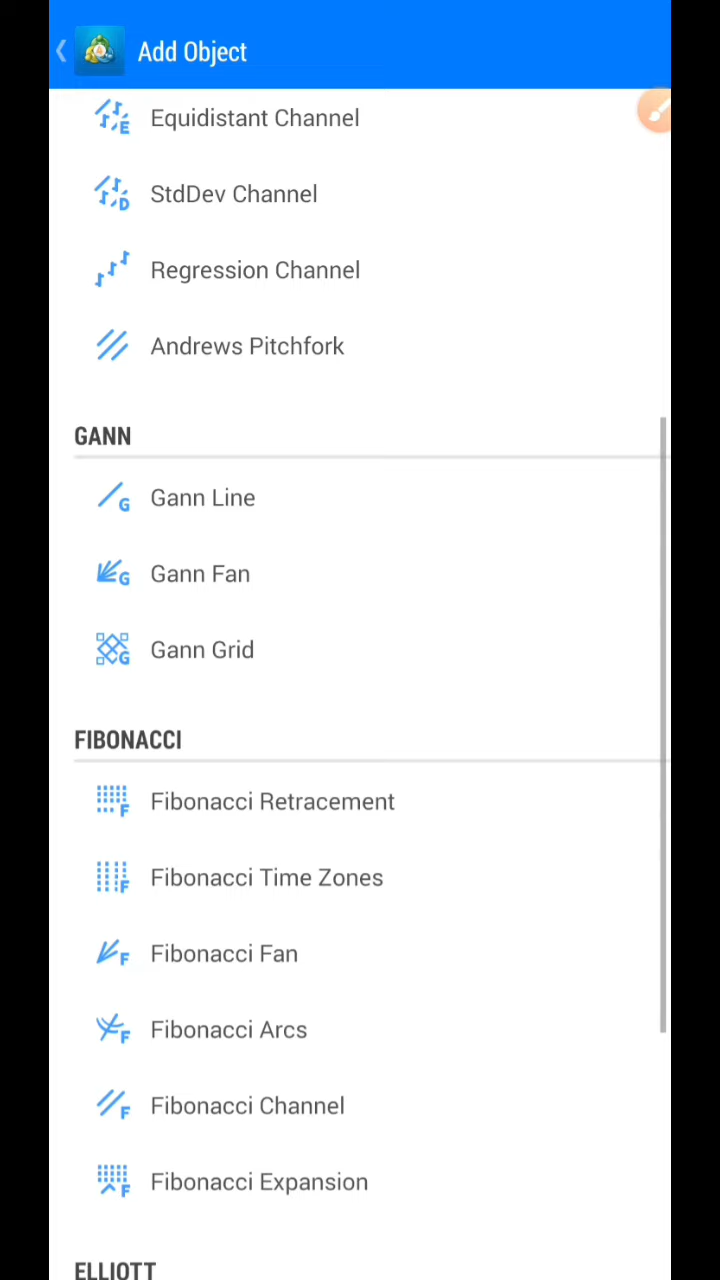 Add Object
Equidistant Channel
StdDev Channel
Regression Channel
Andrews Pitchfork
GANN
Gann Line
Gann Fan
Gann Grid
FIBONACCI
Fibonacci Retracement
Fibonacci Time Zones
Fibonacci Fan
Fibonacci Arcs
Fibonacci Channel
Fibonacci Expansion
ELLIOTT